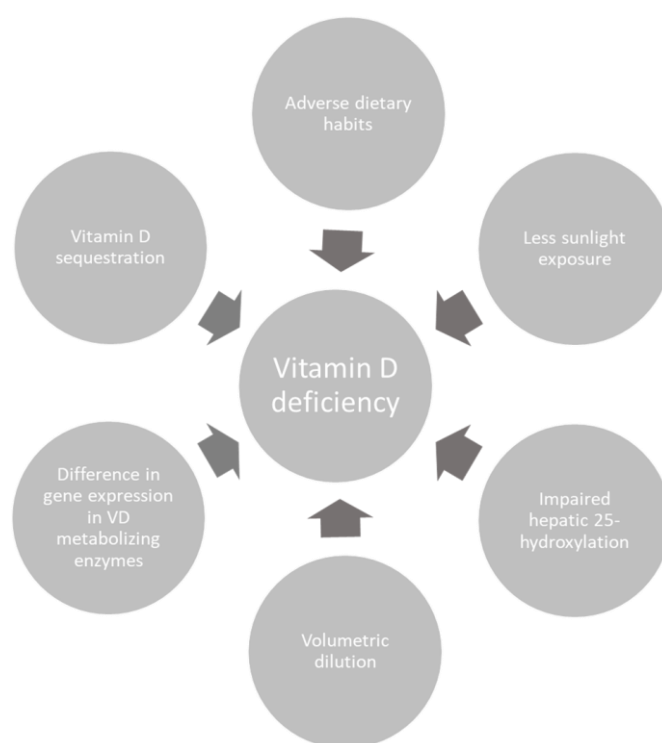 Adverse dietary
habits
Less sunlight
exposure
Impaired
hepatic 25-
hydroxylation
Volumetric
dilution
Difference in
gene expression
in VD
metabolizing
enzymes
Vitamin D
sequestration
Vitamin D
deficiency